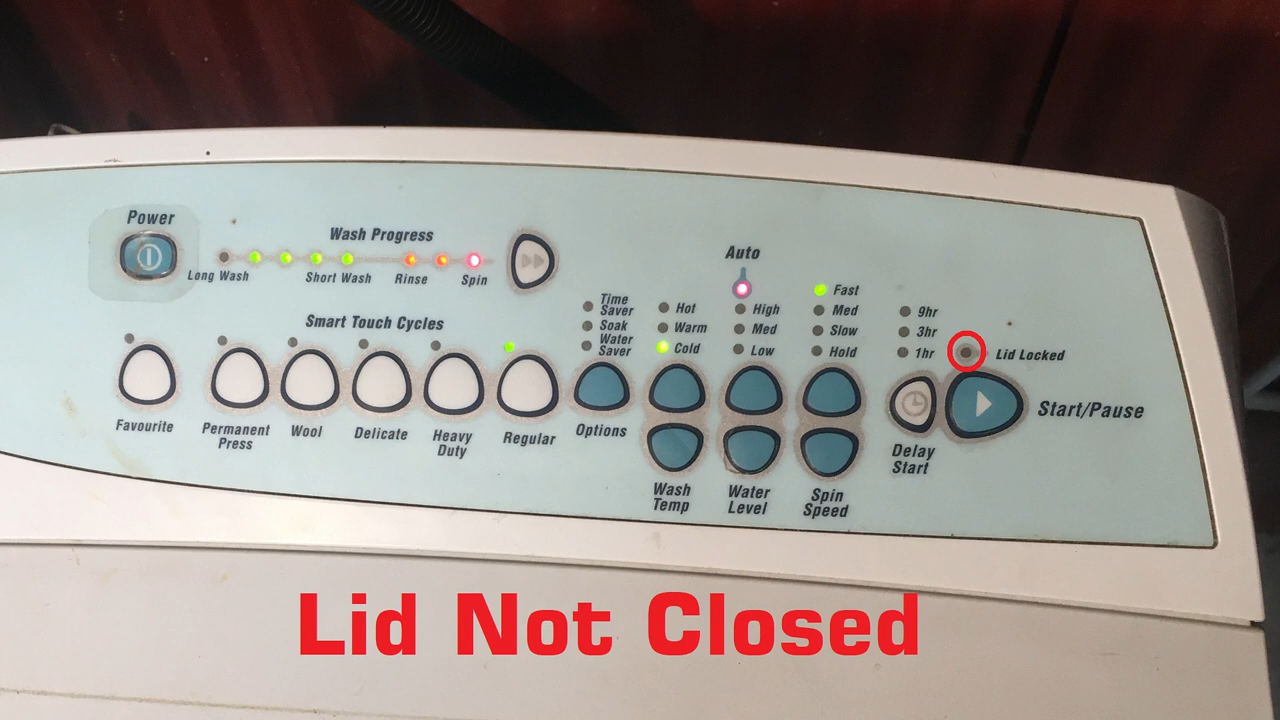 Power
Wash Progress
Long Wash
Short Wash
Rinse
Spin
Smart Touch Cycles
Favourite
Permanent
Press
Wool
Delicate
Heavy
Duty
Regular
Time
Saver
Soak
Water
Saver
Options
Hot
Warm
Cold
Wash
Temp
Auto
High
Med
Low
Water
Level
Fast
Med
Slow
Hold
Spin
Speed
9hr
3hr
1hr
Delay
Start
Lid Locked
Start/Pause
Lid Not Closed